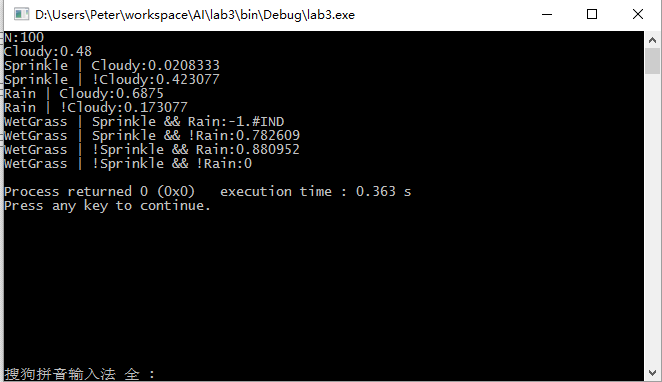 D:\Users\Peter\workspace\AI\lab3\bin\Debug\lab3.exe
N:100
Cloudy:0.48
Sprinkle | Cloudy:0.0208333
Sprinkle | !Cloudy:0.423077
Rain | Cloudy:0.6875
Rain | !Cloudy:0.173077
WetGrass | Sprinkle && Rain:-1.#IND
WetGrass | Sprinkle && !Rain:0.782609
WetGrass | !Sprinkle && Rain:0.880952
WetGrass | !Sprinkle && !Rain:0
Process returned 0 (0x0)   execution time : 0.363 s
Press any key to continue.
搜狗拼音输入法 全 :